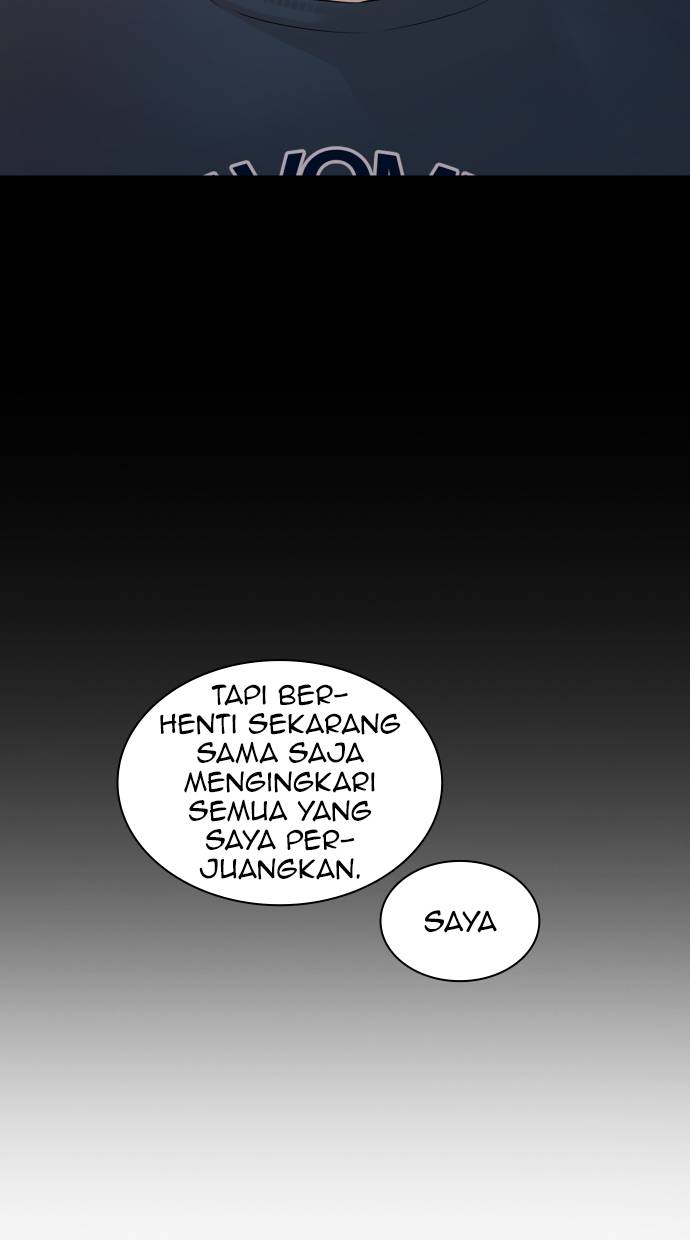 TAPI BER-
HENTI SEKARANG
SAMA SAJA
MENGINGKARI
SEMUA YANG
SAYA PER-
JUANGKAN.
SAYA